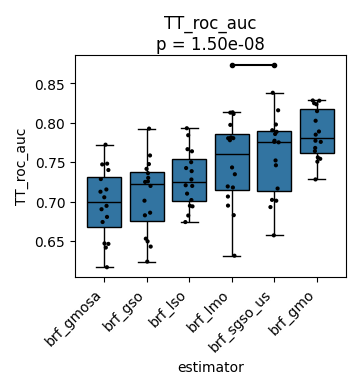 TT_roc_auc
p = 1.50e-08
TT_roc_auc
0.85
0.80
0.75
0.70
0.65
brf_gmosa
brf_gso
brf_lso
brf_lmo
brf_sgso_us
brf_gmo
estimator